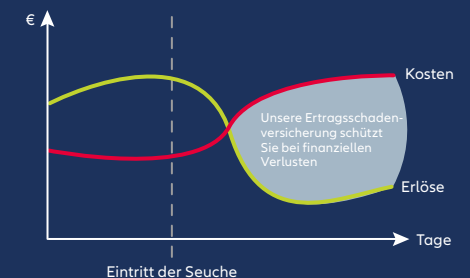 €
Kosten
Unsere Ertragsschaden-
versicherung schützt
Sie bei finanziellen
Verlusten
Erlöse
Tage
Eintritt der Seuche